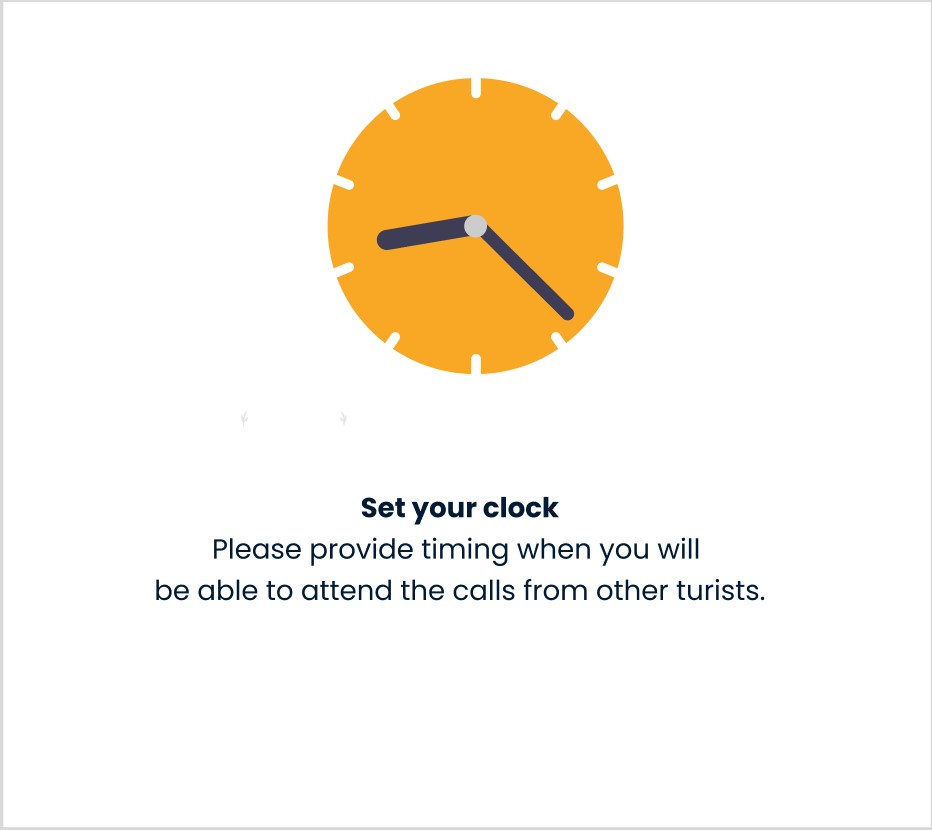 Set your clock
Please provide timing when you will
be able to attend the calls from other turists.